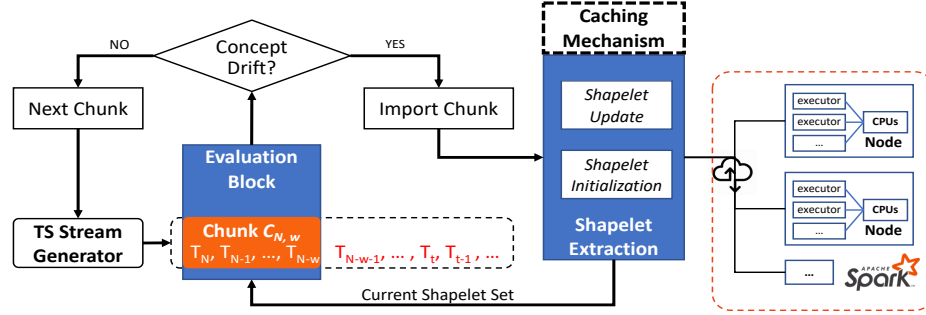 NO
Concept
Drift?
YES
Next Chunk
Import Chunk
TS Stream
Generator
Evaluation
Block
Chunk C_{N, w}
T_N, T_{N-1}, ..., T_{N-w}
T_{N-w-1}, ... , T_t, T_{t-1}, ...
Current Shapelet Set
Caching
Mechanism
Shapelet
Update
Shapelet
Initialization
Shapelet
Extraction
executor
executor
...
CPUs
Node
executor
executor
...
CPUs
Node
...
APACHE
Spark